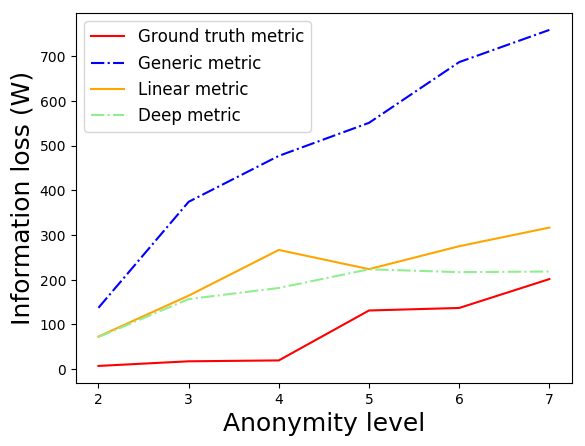 Ground truth metric
Generic metric
Linear metric
Deep metric
Information loss (W)
700
600
500
400
300
200
100
0
2 3 4 5 6 7
Anonymity level